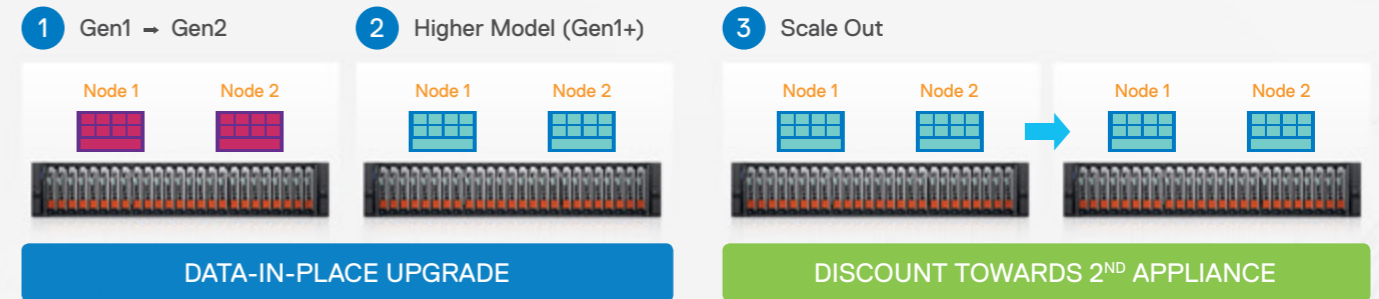 1 Gen1 → Gen2
2 Higher Model (Gen1+)
3 Scale Out
Node 1 Node 2
Node 1 Node 2
Node 1 Node 2
Node 1 Node 2
DATA-IN-PLACE UPGRADE
DISCOUNT TOWARDS 2ND APPLIANCE